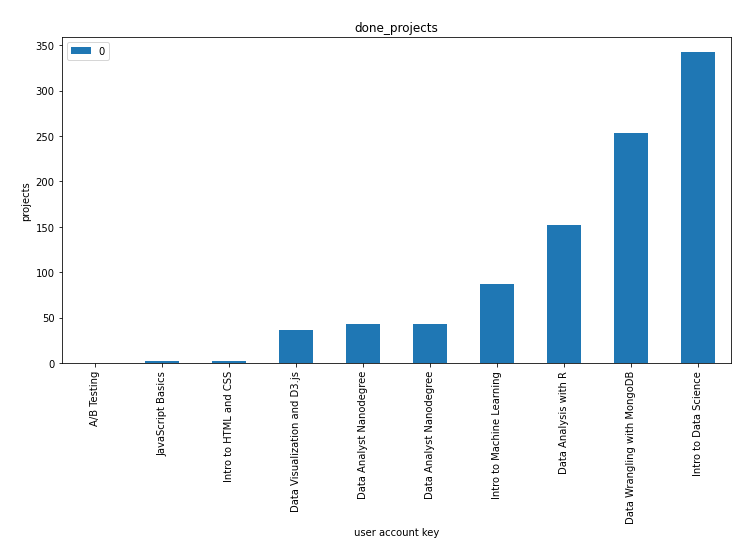 done_projects
0
350
300
250
200
150
100
50
0
projects
A/B Testing
JavaScript Basics
Intro to HTML and CSS
Data Visualization and D3.js
Data Analyst Nanodegree
Data Analyst Nanodegree
Intro to Machine Learning
Data Analysis with R
Data Wrangling with MongoDB
Intro to Data Science
user account key